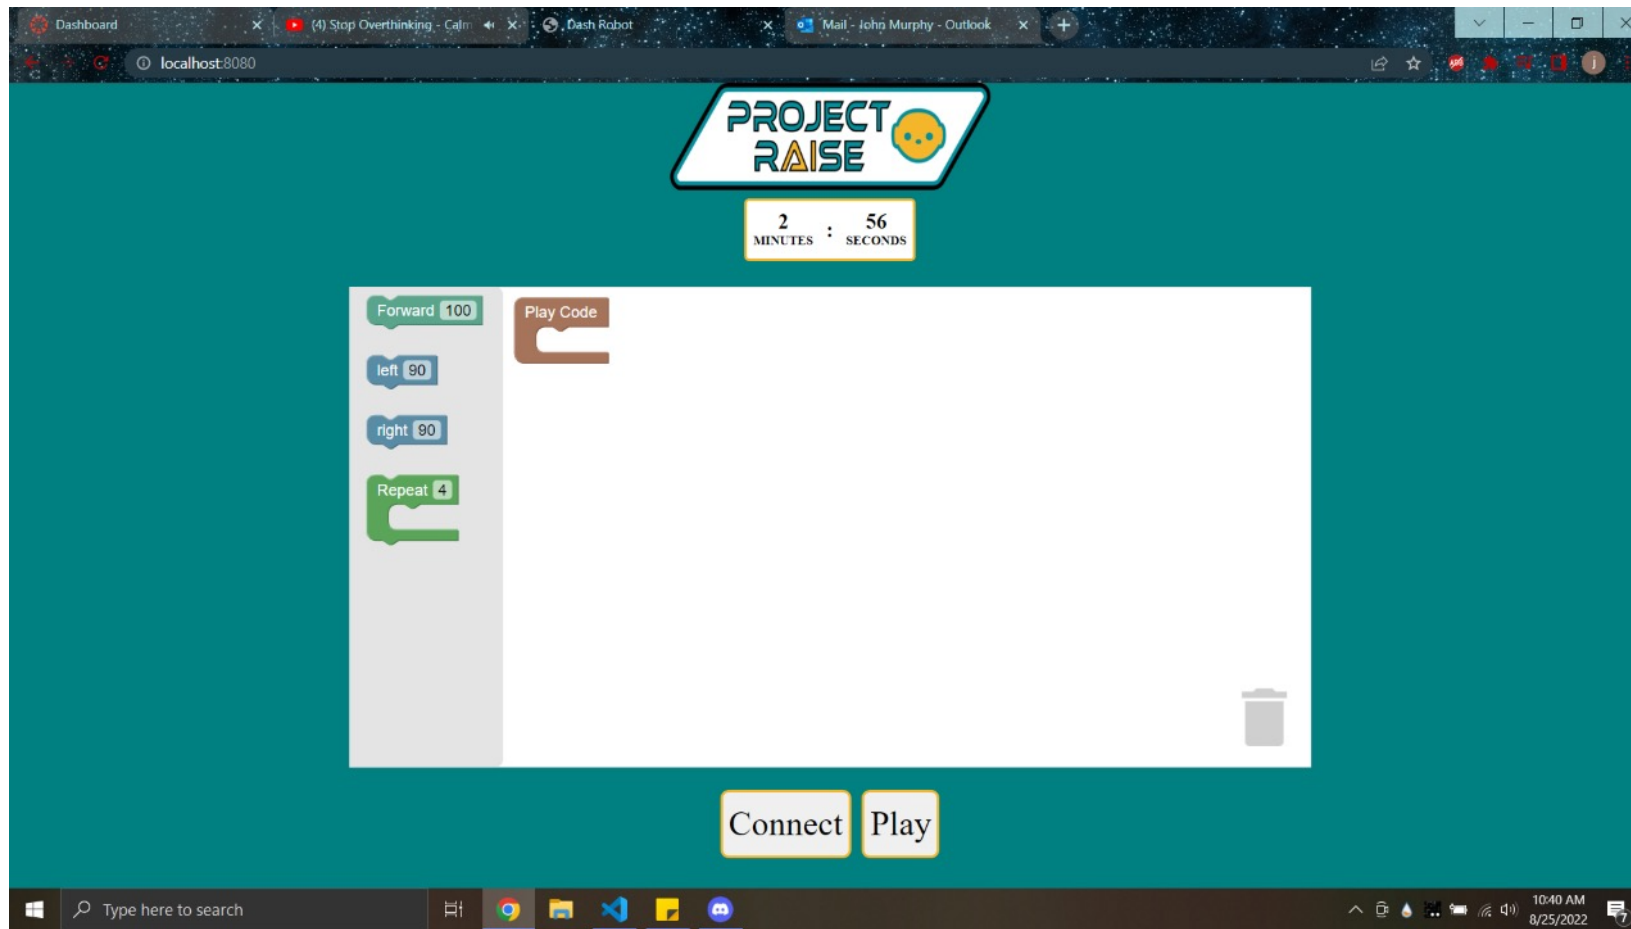 Dashboard
(4) Stop Overthinking - Calm
Dash Robot
Mail - John Murphy - Outlook
localhost:8080
j
PROJECT
RAISE
2 : 56
MINUTES SECONDS
Forward 100
Play Code
left 90
right 90
Repeat 4
Connect
Play
Type here to search
10:40 AM
8/25/2022
7